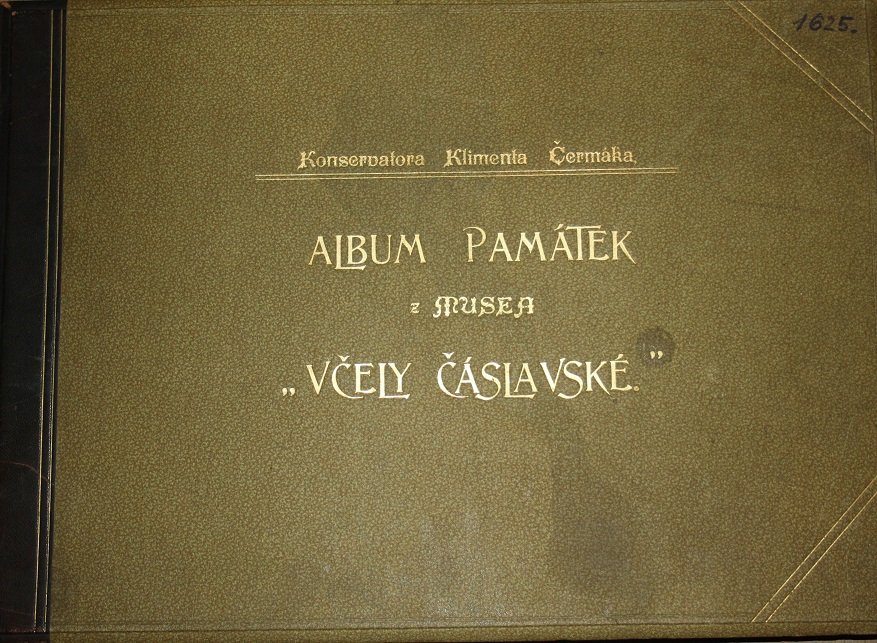 1625.
Konservatora Klimenta Čermáka,
ALBUM PAMÁTEK
z MUSEA
„VČELY ČÁSLAVSKÉ.”